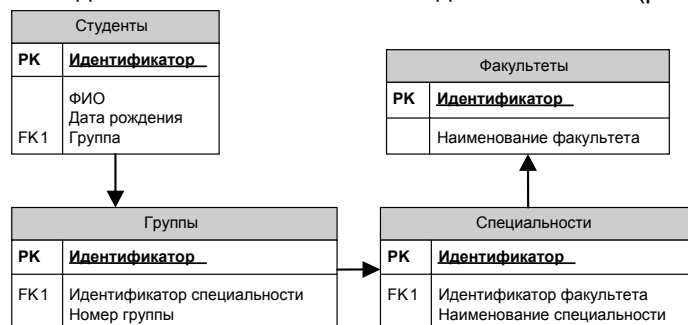 Студенты
PK Идентификатор
ФИО
Дата рождения
FK1 Группа
Факультеты
PK Идентификатор
Наименование факультета
Группы
PK Идентификатор
FK1 Идентификатор специальности
Номер группы
Специальности
PK Идентификатор
FK1 Идентификатор факультета
Наименование специальности